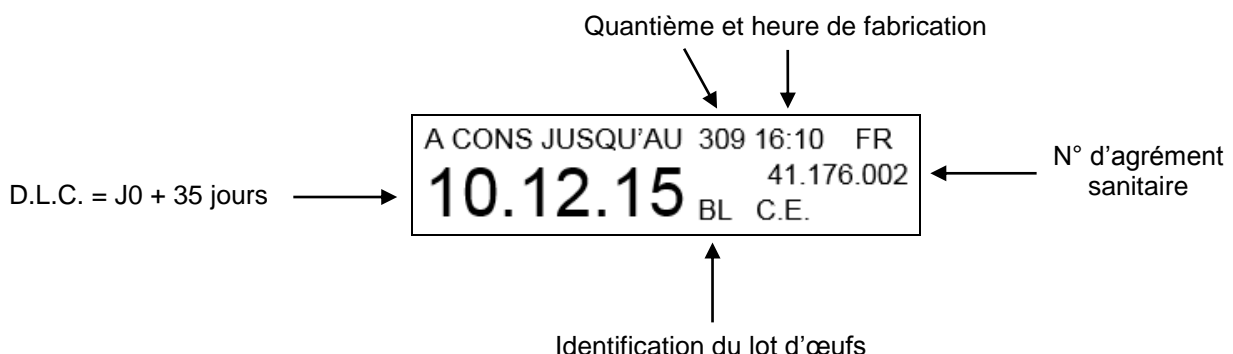 Quantième et heure de fabrication
A CONS JUSQU'AU 309 16:10 FR
41.176.002
10.12.15 BL C.E.
D.L.C. = J0 + 35 jours
N° d'agrément
sanitaire
Identification du lot d'œufs